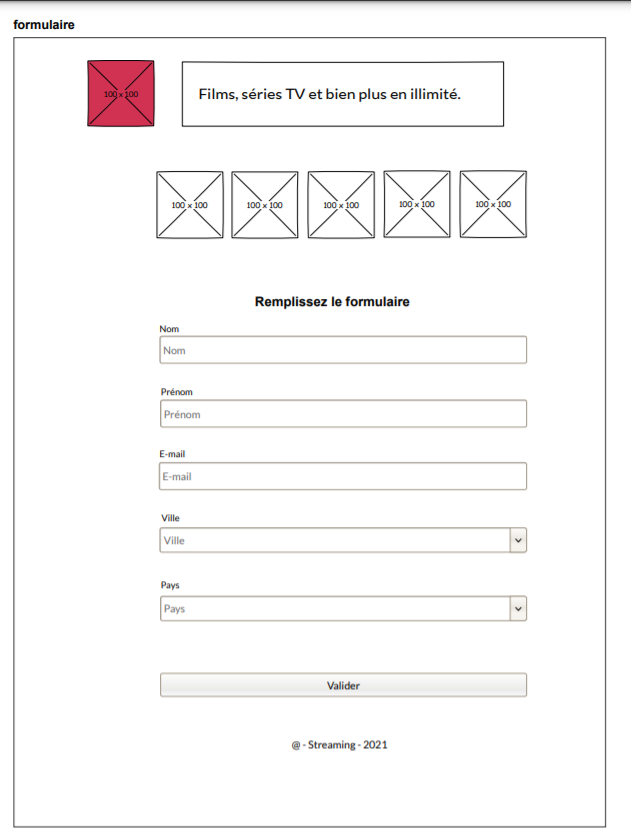 formulaire
100 x 100
Films, séries TV et bien plus en illimité.
100 x 100
100 x 100
100 x 100
100 x 100
100 x 100
Remplissez le formulaire
Nom
Nom
Prénom
Prénom
E-mail
E-mail
Ville
Ville
Pays
Pays
Valider
@ - Streaming - 2021